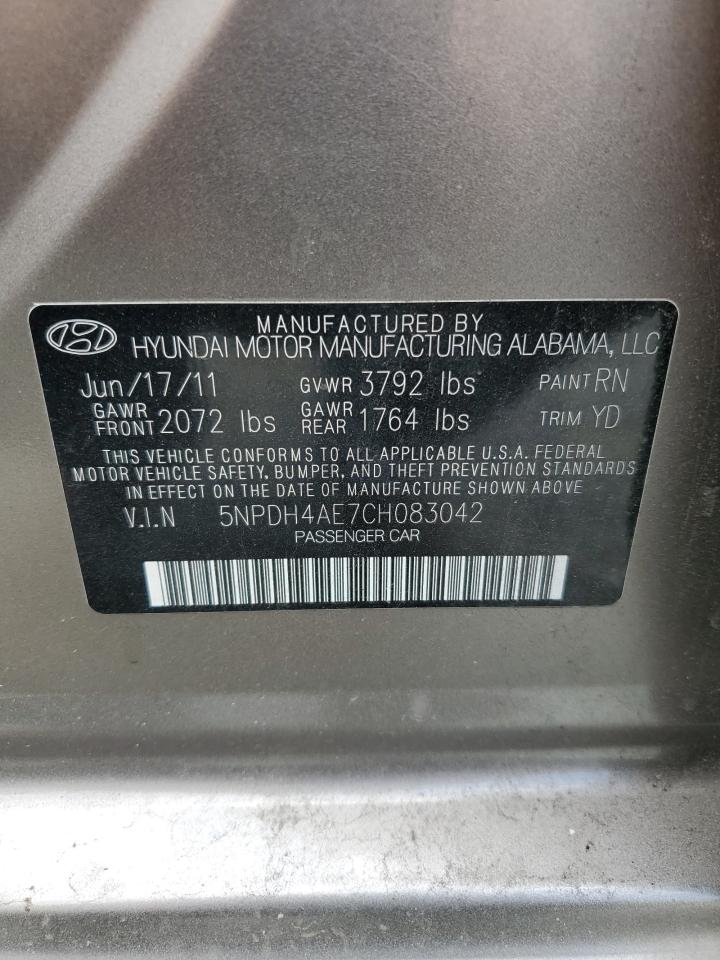 MANUFACTURED BY
HYUNDAI MOTOR MANUFACTURING ALABAMA, LLC
Jun/17/11 GVWR 3792 lbs PAINT RN
GAWR FRONT 2072 lbs GAWR REAR 1764 lbs TRIM YD
THIS VEHICLE CONFORMS TO ALL APPLICABLE U.S.A. FEDERAL
MOTOR VEHICLE SAFETY, BUMPER, AND THEFT PREVENTION STANDARDS
IN EFFECT ON THE DATE OF MANUFACTURE SHOWN ABOVE.
V.I.N 5NPDH4AE7CH083042
PASSENGER CAR